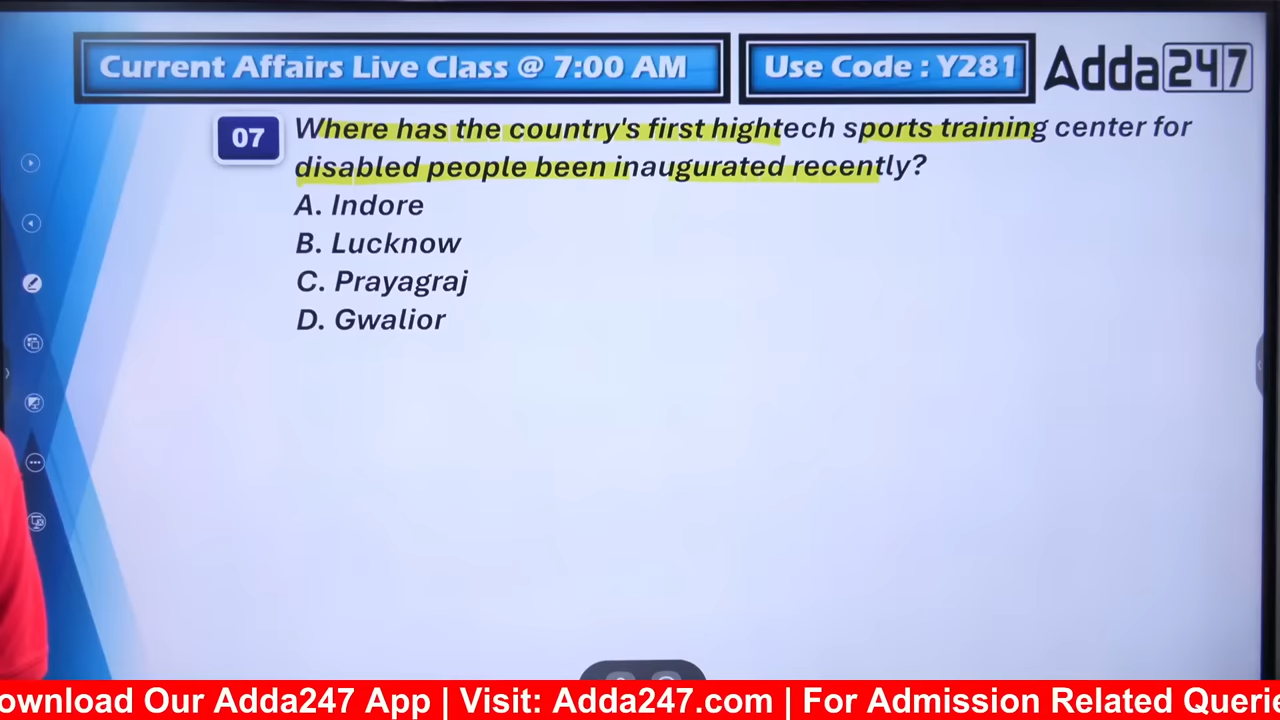 Current Affairs Live Class @ 7:00 AM
Use Code : Y281
Adda247
07
Where has the country's first hightech sports training center for
disabled people been inaugurated recently?
A. Indore
B. Lucknow
C. Prayagraj
D. Gwalior
ownload Our Adda247 App | Visit: Adda247.com | For Admission Related Querie